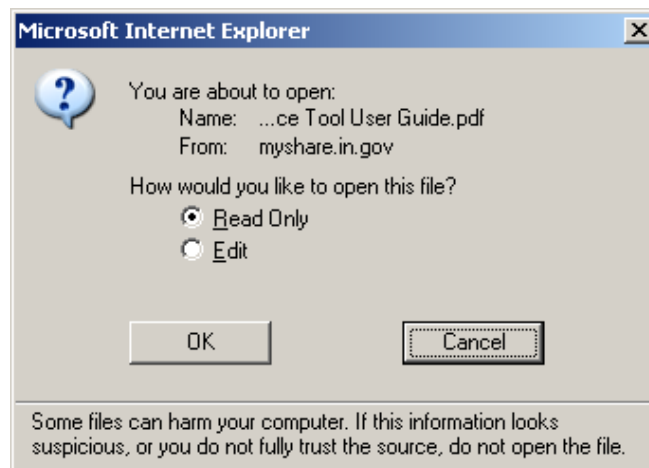 Microsoft Internet Explorer
You are about to open:
Name: ...ce Tool User Guide.pdf
From: myshare.in.gov
How would you like to open this file?
Read Only
Edit
OK Cancel
Some files can harm your computer. If this information looks
suspicious, or you do not fully trust the source, do not open the file.